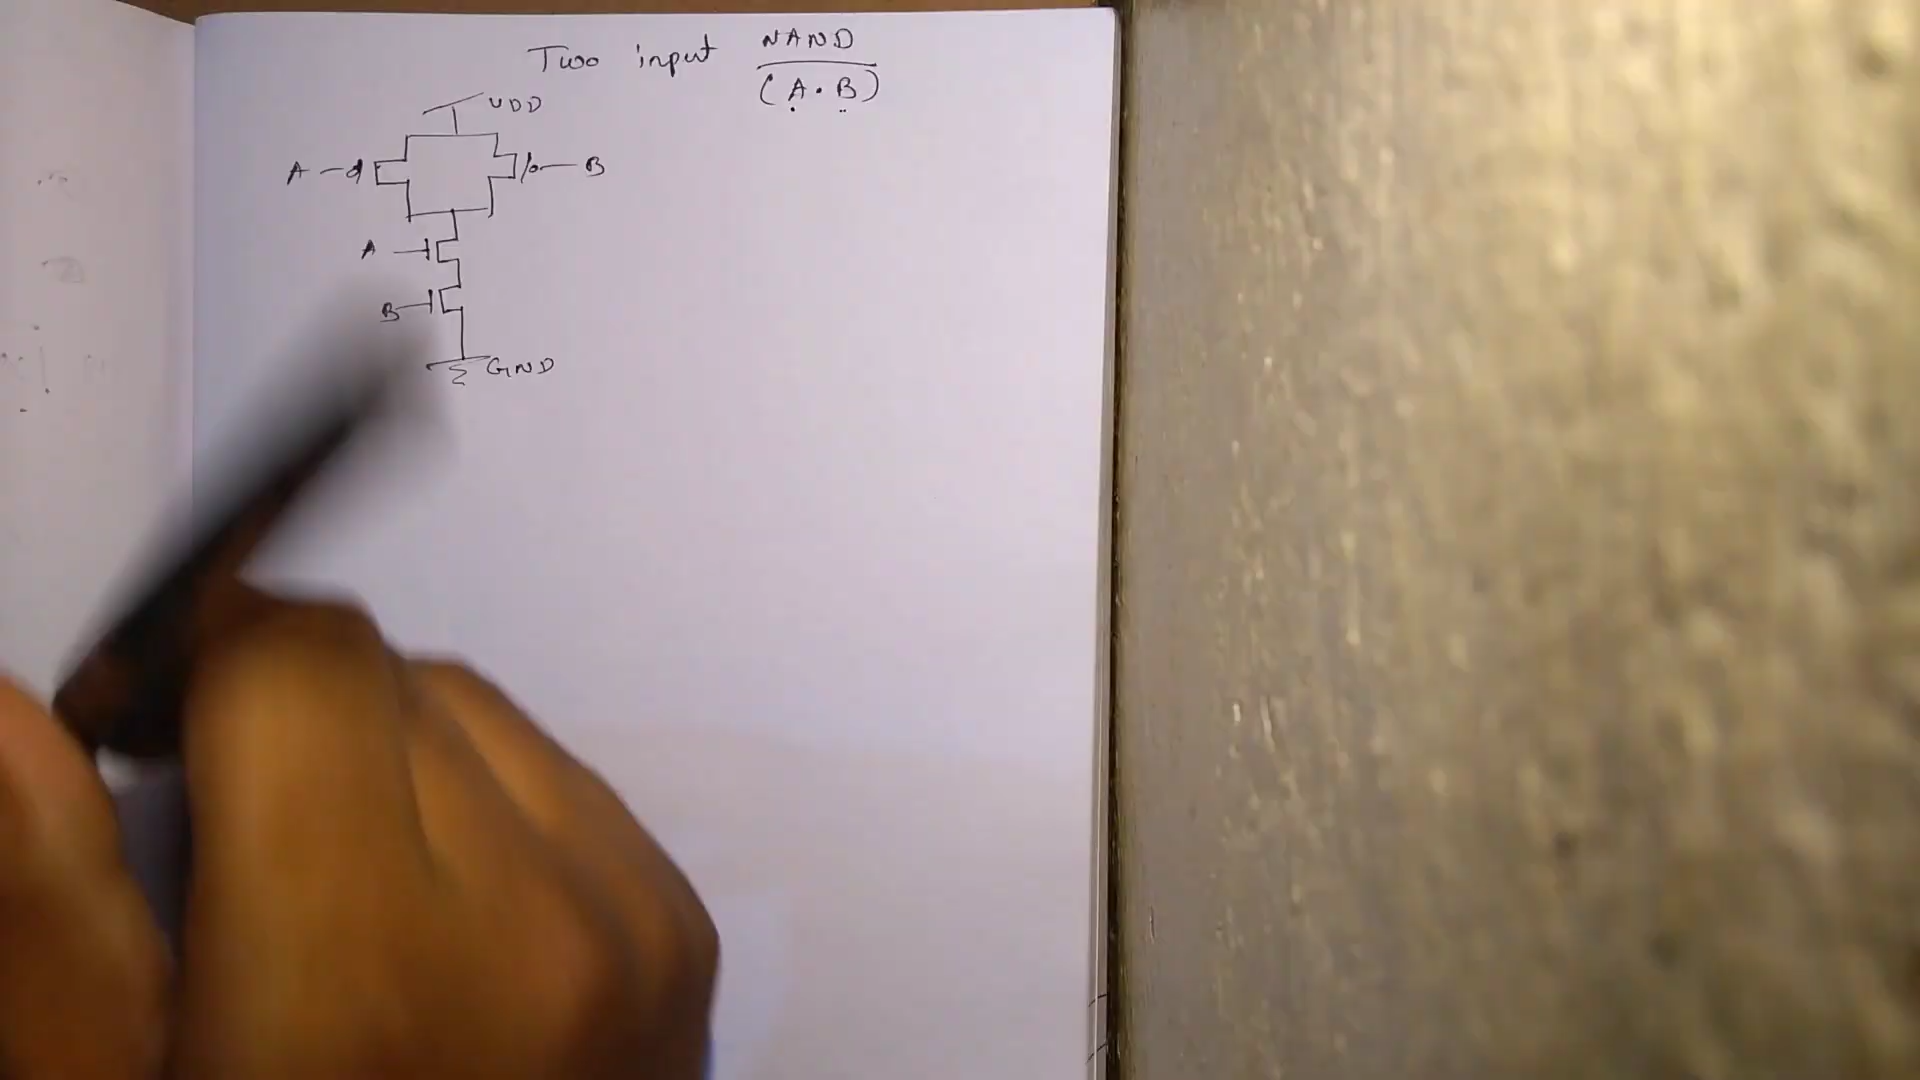 Two input NAND
(A · B)
VDD
A B
A
B
GND